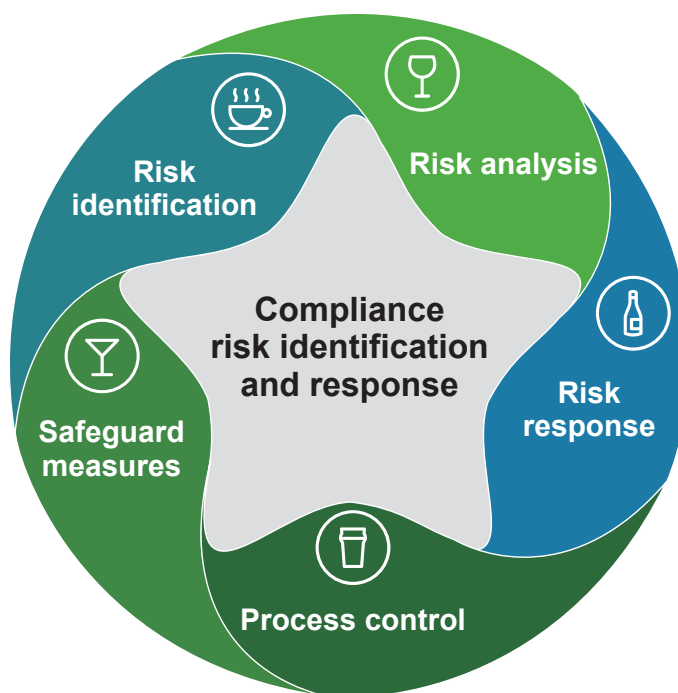 Risk
identification
Risk analysis
Compliance
risk identification
and response
Risk
response
Safeguard
measures
Process control